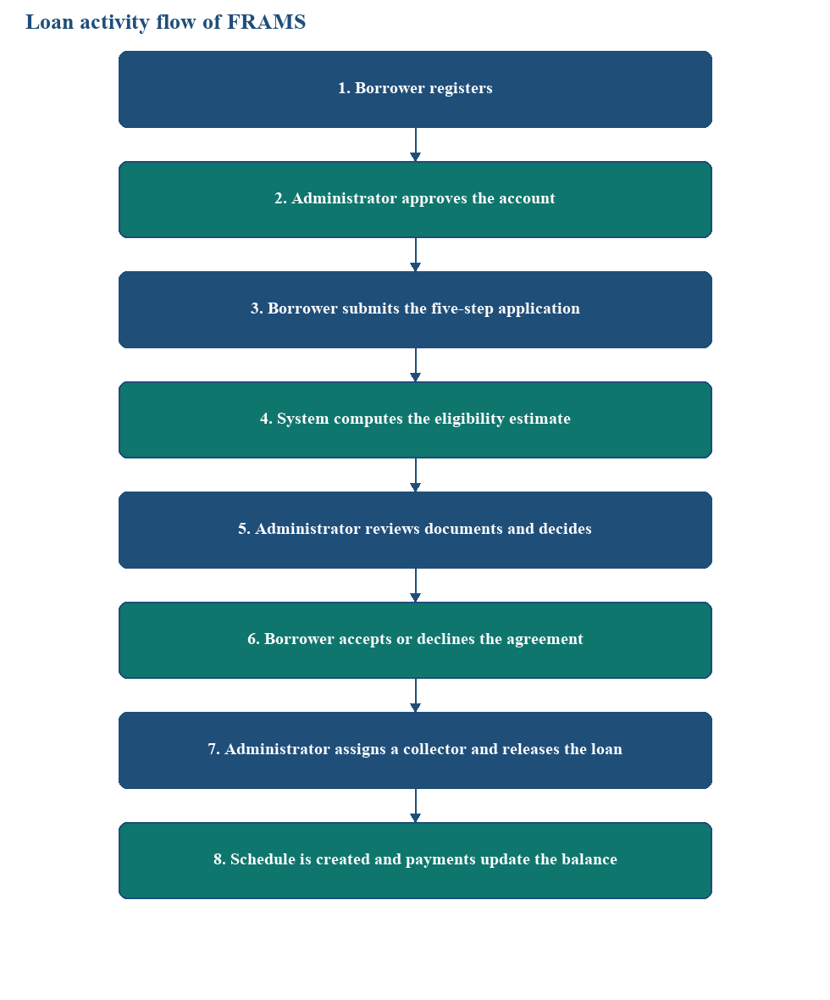 Loan activity flow of FRAMS
1. Borrower registers
2. Administrator approves the account
3. Borrower submits the five-step application
4. System computes the eligibility estimate
5. Administrator reviews documents and decides
6. Borrower accepts or declines the agreement
7. Administrator assigns a collector and releases the loan
8. Schedule is created and payments update the balance